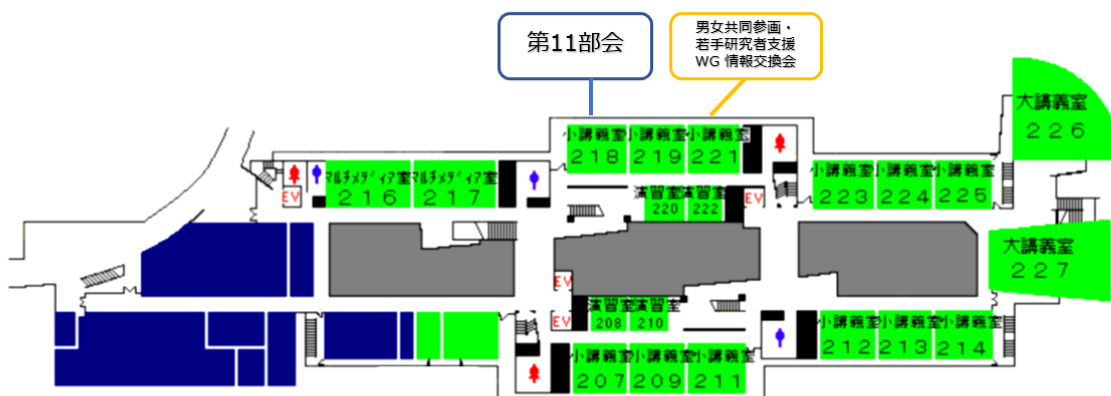 第11部会
男女共同参画・
若手研究者支援
WG 情報交換会
大講義室
226
小講義室
218
小講義室
219
小講義室
221
マルチメディア室
216
マルチメディア室
217
EV
演習室
220
演習室
222
EV
小講義室
223
小講義室
224
小講義室
225
大講義室
227
EV
EV
演習室
208
演習室
210
小講義室
212
小講義室
213
小講義室
214
小講義室
207
小講義室
209
小講義室
211